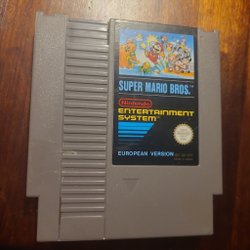 SUPER MARIO BROS.
Nintendo
ENTERTAINMENT
SYSTEM
EUROPEAN VERSION